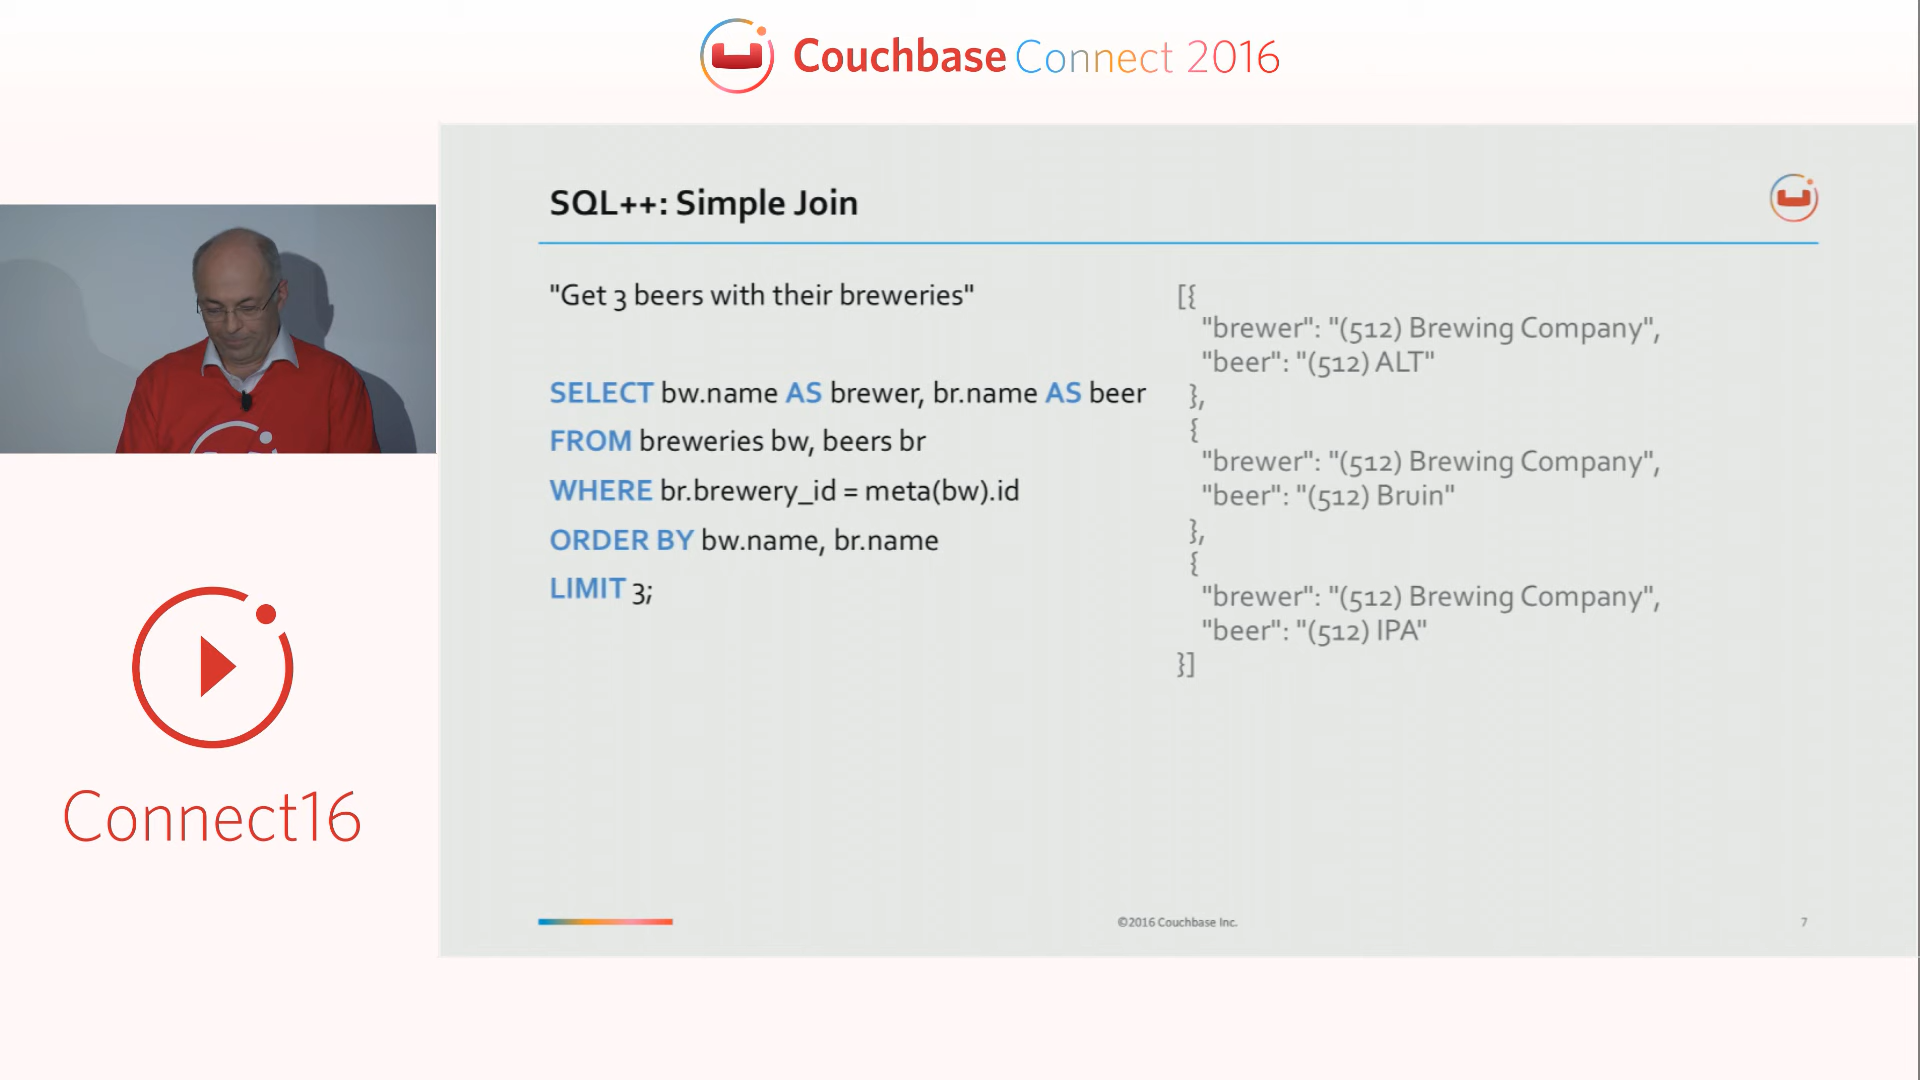 Couchbase Connect 2016
SQL++: Simple Join
"Get 3 beers with their breweries"
SELECT bw.name AS brewer, br.name AS beer
FROM breweries bw, beers br
WHERE br.brewery_id = meta(bw).id
ORDER BY bw.name, br.name
LIMIT 3;
[{
"brewer": "(512) Brewing Company",
"beer": "(512) ALT"
},
{
"brewer": "(512) Brewing Company",
"beer": "(512) Bruin"
},
{
"brewer": "(512) Brewing Company",
"beer": "(512) IPA"
}]
Connect16
©2016 Couchbase Inc.
7